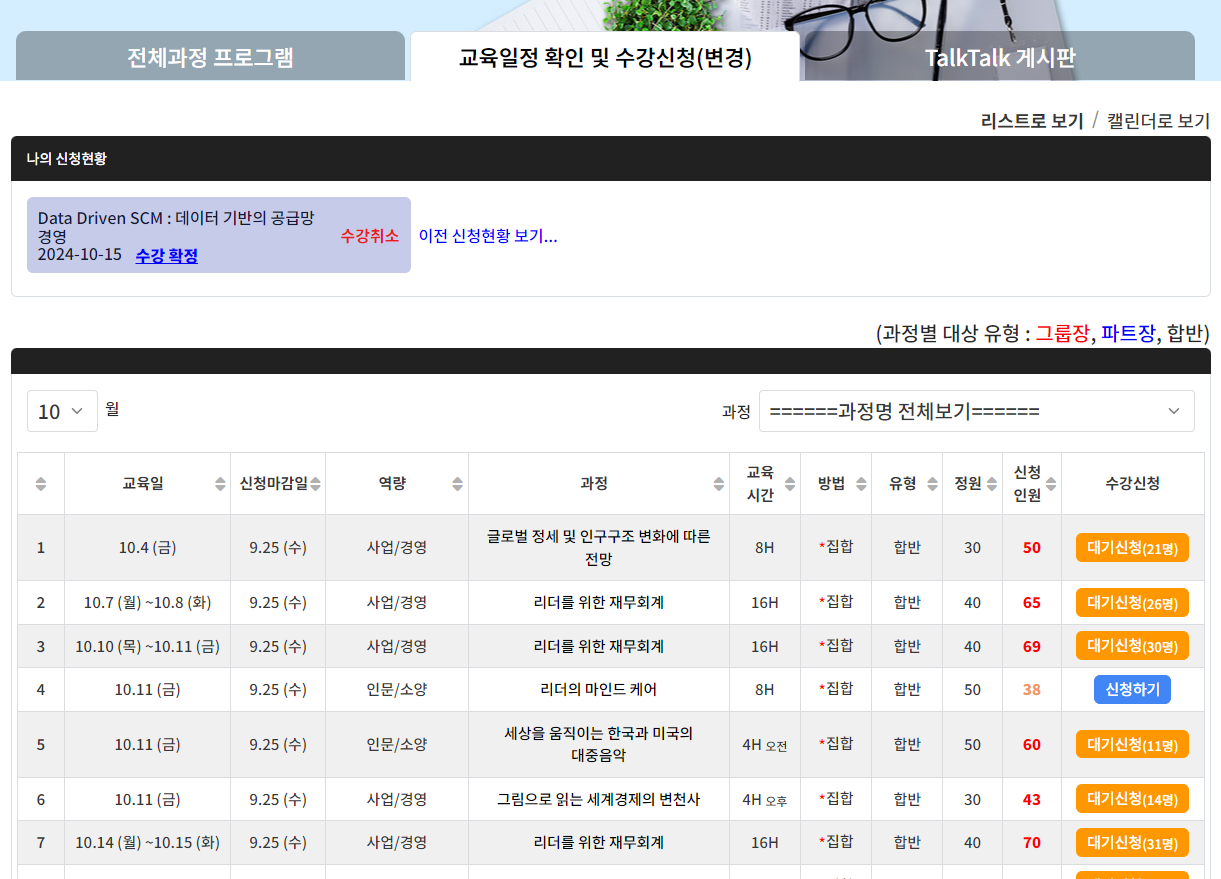 전체과정 프로그램 교육일정 확인 및 수강신청(변경) TalkTalk 게시판
리스트로 보기 / 캘린더로 보기
나의 신청현황
Data Driven SCM : 데이터 기반의 공급망
경영
2024-10-15 수강 확정
수강취소 이전 신청현황 보기...
(과정별 대상 유형 : 그룹장, 파트장, 합반)
10 월 과정 ======과정명 전체보기======
교육일 신청마감일 역량 과정 교육 시간 방법 유형 정원 신청 인원 수강신청
1 10.4 (금) 9.25 (수) 사업/경영 글로벌 정세 및 인구구조 변화에 따른 전망 8H *집합 합반 30 50 대기신청(21명)
2 10.7 (월) ~10.8 (화) 9.25 (수) 사업/경영 리더를 위한 재무회계 16H *집합 합반 40 65 대기신청(26명)
3 10.10 (목) ~10.11 (금) 9.25 (수) 사업/경영 리더를 위한 재무회계 16H *집합 합반 40 69 대기신청(30명)
4 10.11 (금) 9.25 (수) 인문/소양 리더의 마인드 케어 8H *집합 합반 50 38 신청하기
5 10.11 (금) 9.25 (수) 인문/소양 세상을 움직이는 한국과 미국의 대중음악 4H 오전 *집합 합반 50 60 대기신청(11명)
6 10.11 (금) 9.25 (수) 사업/경영 그림으로 읽는 세계경제의 변천사 4H 오후 *집합 합반 30 43 대기신청(14명)
7 10.14 (월) ~10.15 (화) 9.25 (수) 사업/경영 리더를 위한 재무회계 16H *집합 합반 40 70 대기신청(31명)